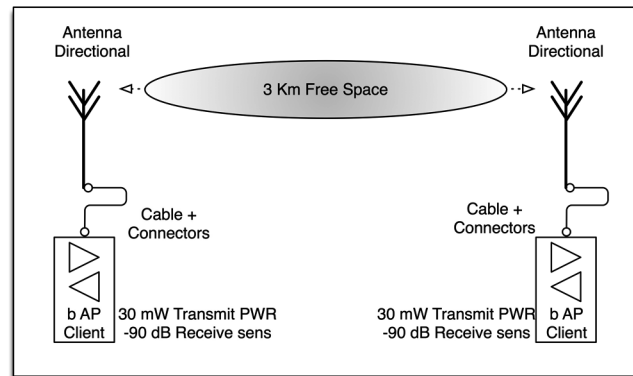 Antenna
Directional
Antenna
Directional
3 Km Free Space
Cable +
Connectors
Cable +
Connectors
b AP
Client
30 mW Transmit PWR
-90 dB Receive sens
30 mW Transmit PWR
-90 dB Receive sens
b AP
Client